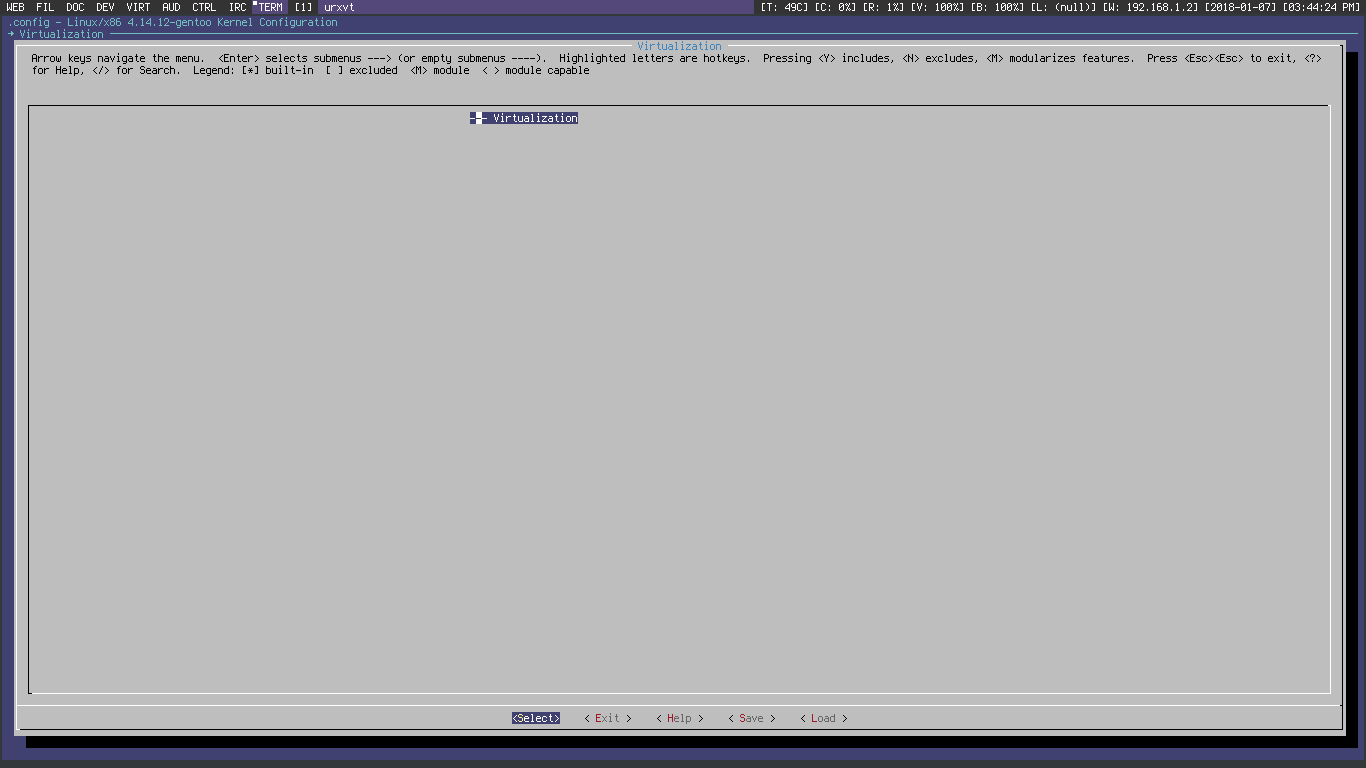 WEB FIL DOC DEV VIRT AUD CTRL IRC TERM [1] urxvt [T: 49C] [C: 0%] [R: 1%] [V: 100%] [B: 100%] [L: (null)] [W: 192.168.1.2] [2018-01-07] [03:44:24 PM]
.config - Linux/x86 4.14.12-gentoo Kernel Configuration
→ Virtualization
Virtualization
Arrow keys navigate the menu.  <Enter> selects submenus ---> (or empty submenus ----).  Highlighted letters are hotkeys.  Pressing <Y> includes, <N> excludes, <M> modularizes features.  Press <Esc><Esc> to exit, <?>
for Help, </> for Search.  Legend: [*] built-in  [ ] excluded  <M> module  < > module capable
--- Virtualization
<Select> < Exit > < Help > < Save > < Load >